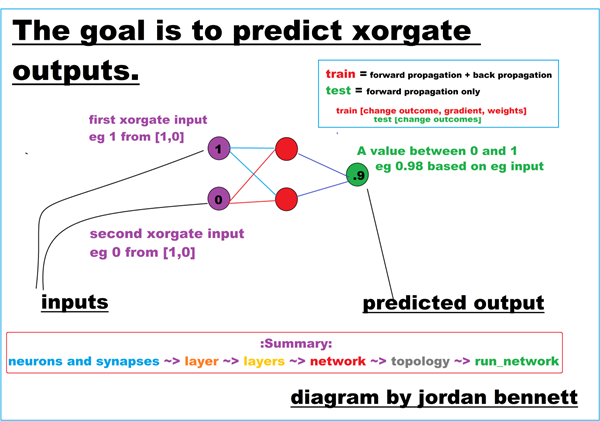 The goal is to predict xorgate
outputs.
train = forward propagation + back propagation
test = forward propagation only
train [change outcome, gradient, weights]
test [change outcomes]
first xorgate input
eg 1 from [1,0]
1
A value between 0 and 1
eg 0.98 based on eg input
.9
0
second xorgate input
eg 0 from [1,0]
inputs
predicted output
:Summary:
neurons and synapses ~> layer ~> layers ~> network ~> topology ~> run_network
diagram by jordan bennett